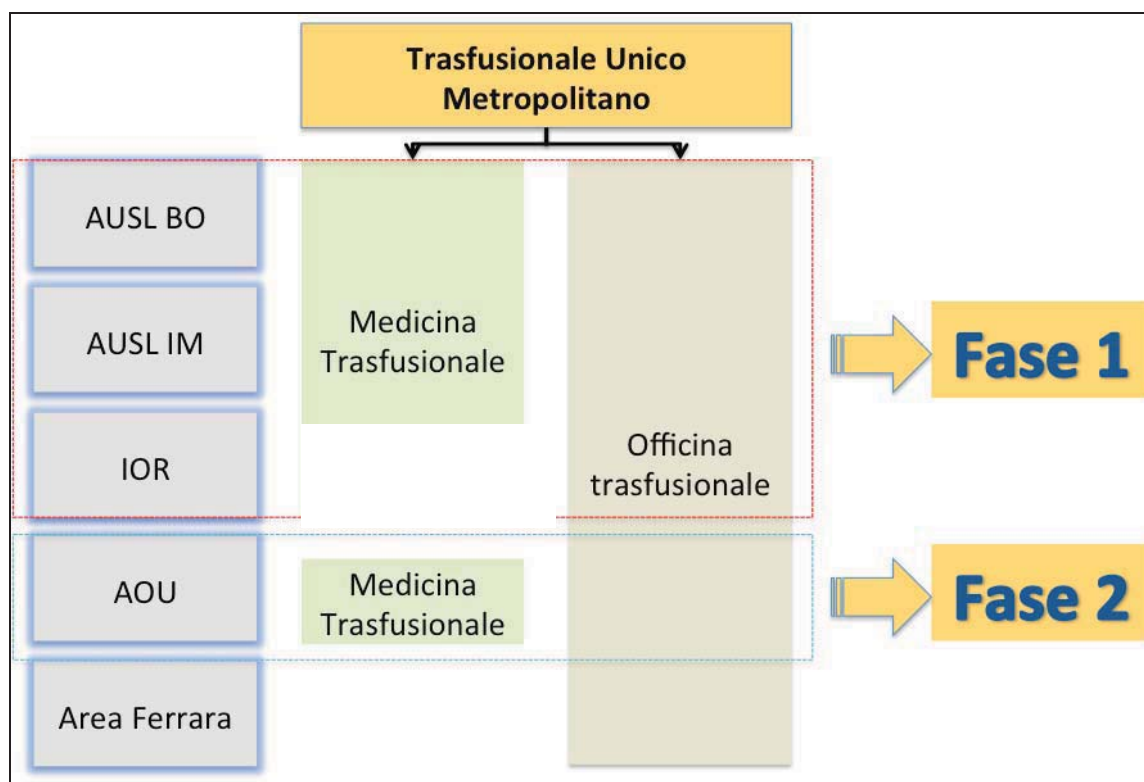 Trasfusionale Unico
Metropolitano
AUSL BO
AUSL IM
IOR
AOU
Area Ferrara
Medicina
Trasfusionale
Medicina
Trasfusionale
Officina
trasfusionale
Fase 1
Fase 2